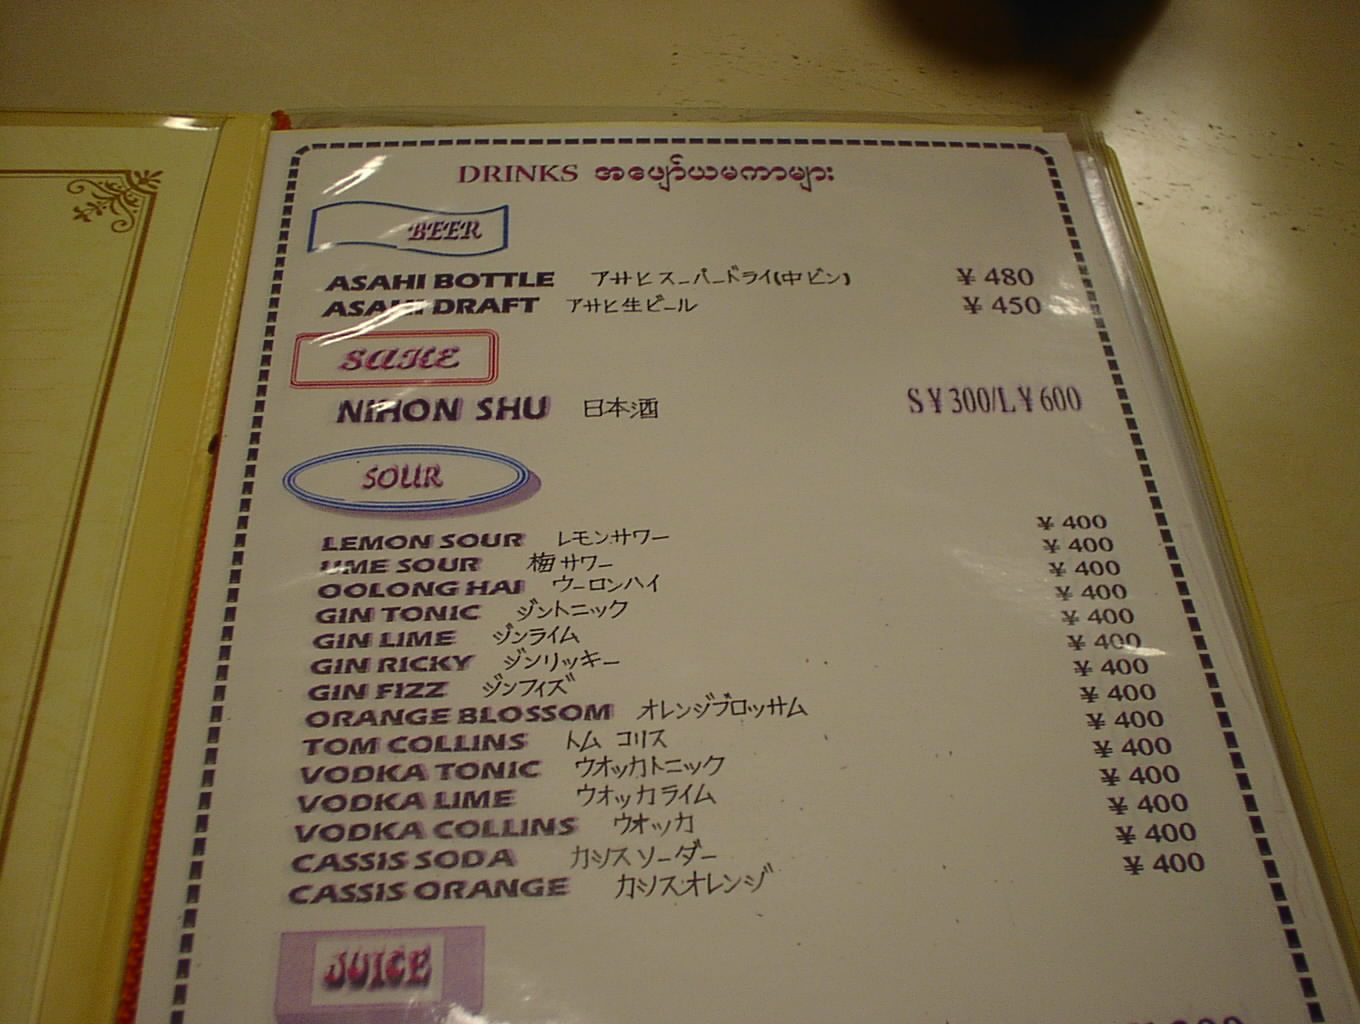 DRINKS အပျော်ယမကာများ
BEER
ASAHI BOTTLE アサヒスーパードライ(中ビン) ¥ 480
ASAHI DRAFT アサヒ生ビール ¥ 450
SAKE
NIHON SHU 日本酒 S¥300/L¥600
SOUR
LEMON SOUR レモンサワー ¥ 400
UME SOUR 梅サワー ¥ 400
OOLONG HAI ウーロンハイ ¥ 400
GIN TONIC ジントニック ¥ 400
GIN LIME ジンライム ¥ 400
GIN RICKY ジンリッキー ¥ 400
GIN FIZZ ジンフィズ ¥ 400
ORANGE BLOSSOM オレンジブロッサム ¥ 400
TOM COLLINS トム コリス ¥ 400
VODKA TONIC ウオッカトニック ¥ 400
VODKA LIME ウオッカライム ¥ 400
VODKA COLLINS ウオッカ ¥ 400
CASSIS SODA カシスソーダー ¥ 400
CASSIS ORANGE カシスオレンジ ¥ 400
JUICE